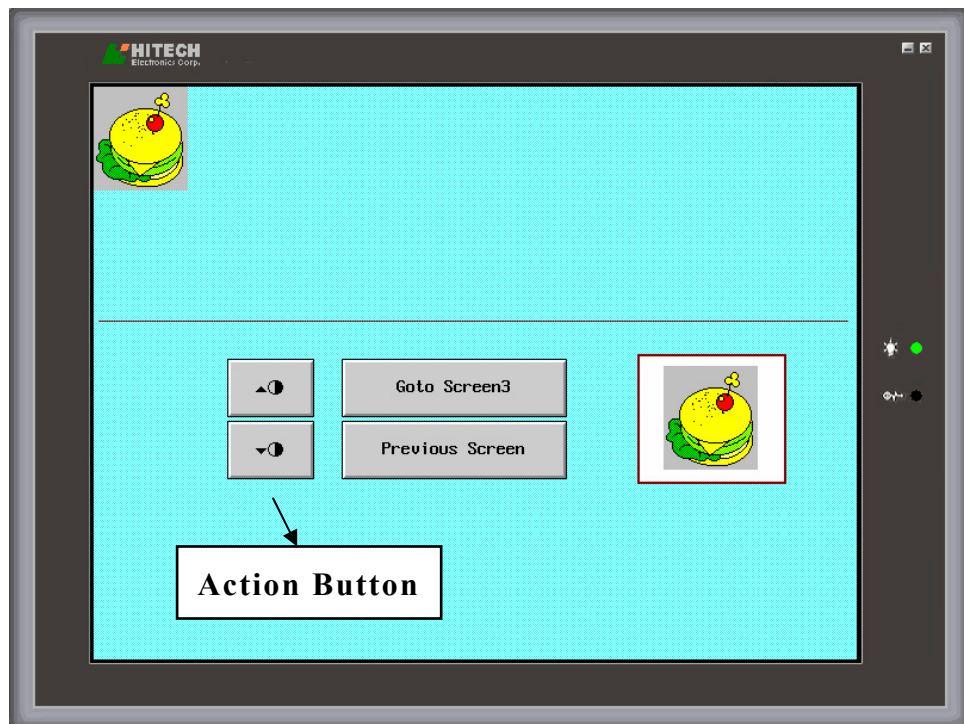 HITECH
Electronics Corp.
Goto Screen3
Previous Screen
Action Button